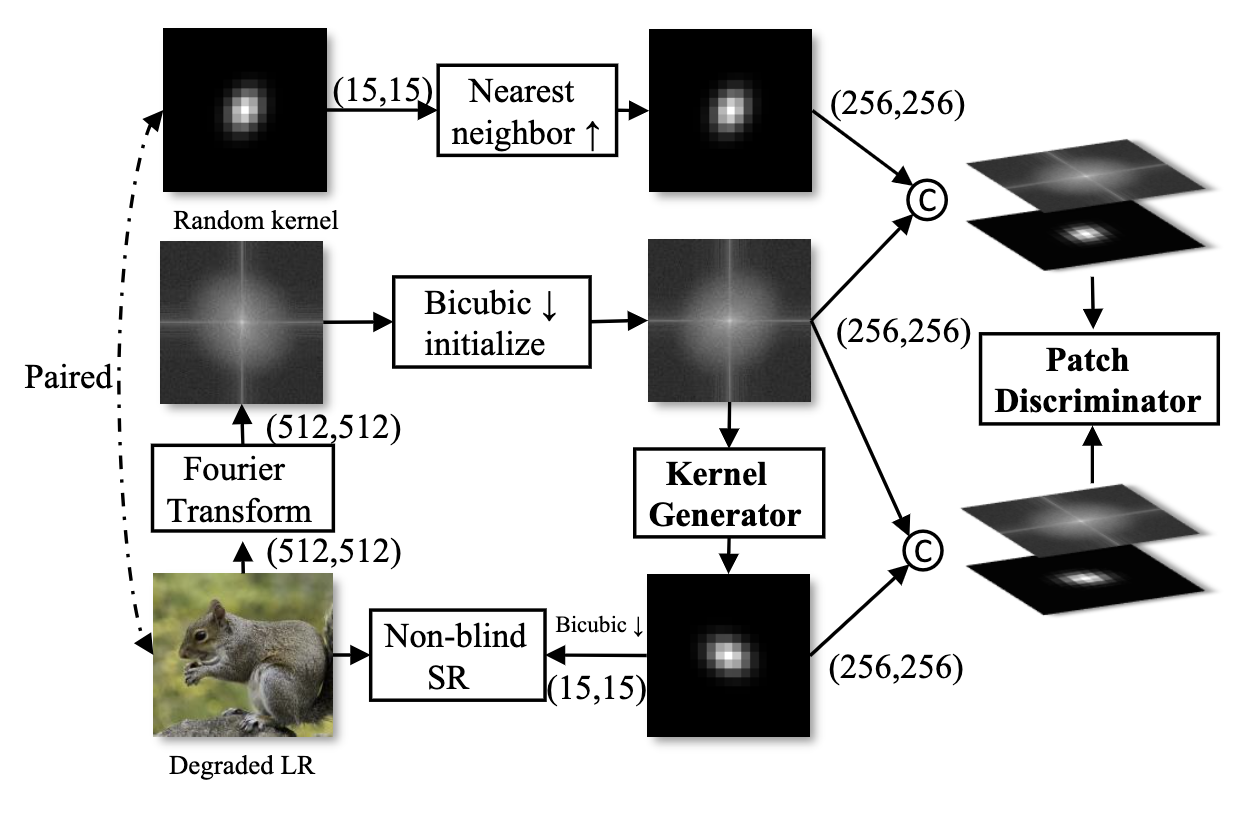 (15,15)
Nearest
neighbor ↑
(256,256)
C
Random kernel
Bicubic ↓
initialize
(256,256)
Patch
Discriminator
Paired
(512,512)
Fourier
Transform
Kernel
Generator
(512,512)
C
Non-blind
SR
Bicubic ↓
(15,15)
(256,256)
Degraded LR